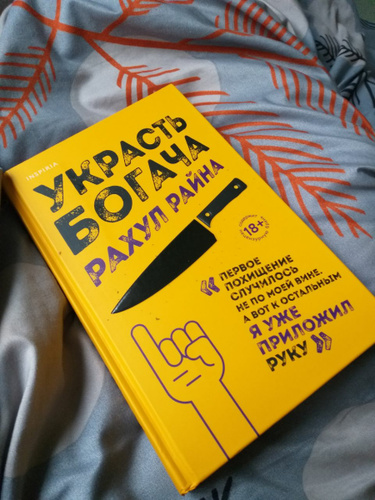 INSPIRIA
УКРАСТЬ
БОГАЧА
РАХУЛ РАЙНА
18+
«ПЕРВОЕ
ПОХИЩЕНИЕ
СЛУЧИЛОСЬ
НЕ ПО МОЕЙ ВИНЕ.
А ВОТ К ОСТАЛЬНЫМ
Я УЖЕ
ПРИЛОЖИЛ
РУКУ»